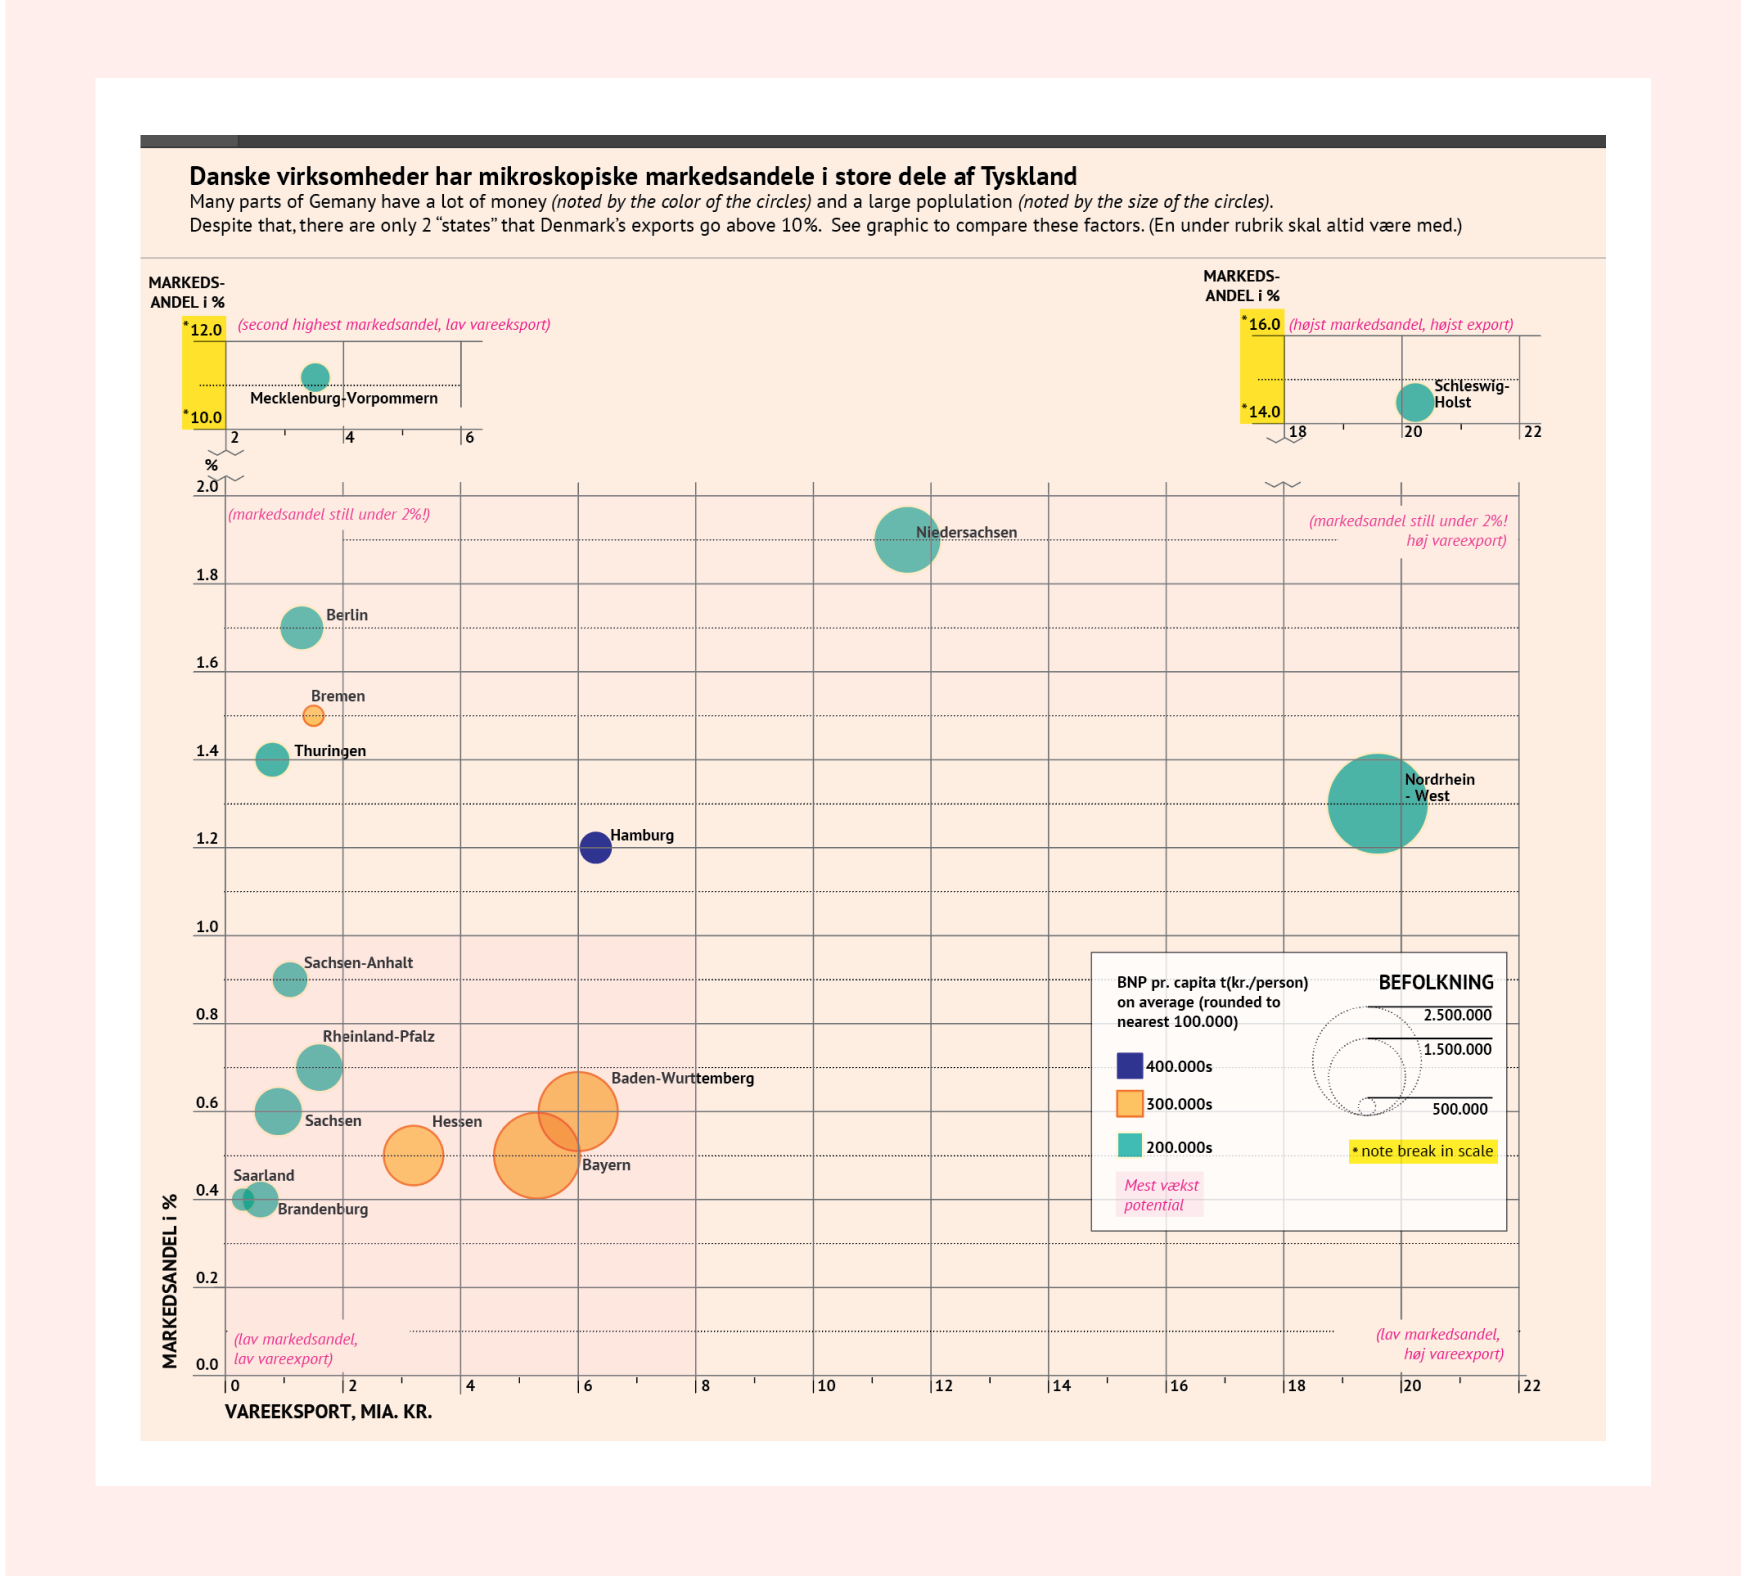 Danske virksomheder har mikroskopiske markedsandele i store dele af Tyskland
Many parts of Gemany have a lot of money (noted by the color of the circles) and a large poplulation (noted by the size of the circles).
Despite that, there are only 2 “states” that Denmark’s exports go above 10%. See graphic to compare these factors. (En under rubrik skal altid være med.)
MARKEDS-
ANDEL i %
*12.0
(second highest markedsandel, lav vareeksport)
Mecklenburg-Vorpommern
*10.0
2
4
6
MARKEDS-
ANDEL i %
*16.0
(højst markedsandel, højst export)
Schleswig-
Holst
*14.0
18
20
22
%
2.0
(markedsandel still under 2%!)
(markedsandel still under 2%!
høj vareexport)
Niedersachsen
1.8
Berlin
1.6
Bremen
1.4
Thuringen
Nordrhein
- West
1.2
Hamburg
1.0
Sachsen-Anhalt
0.8
Rheinland-Pfalz
Baden-Wurttemberg
0.6
Sachsen
Hessen
Bayern
Saarland
0.4
Brandenburg
0.2
(lav markedsandel,
lav vareexport)
(lav markedsandel,
høj vareexport)
0.0
MARKEDSANDEL i %
0
2
4
6
8
10
12
14
16
18
20
22
VAREEKSPORT, MIA. KR.
BNP pr. capita t(kr./person)
on average (rounded to
nearest 100.000)
400.000s
300.000s
200.000s
Mest vækst
potential
BEFOLKNING
2.500.000
1.500.000
500.000
* note break in scale